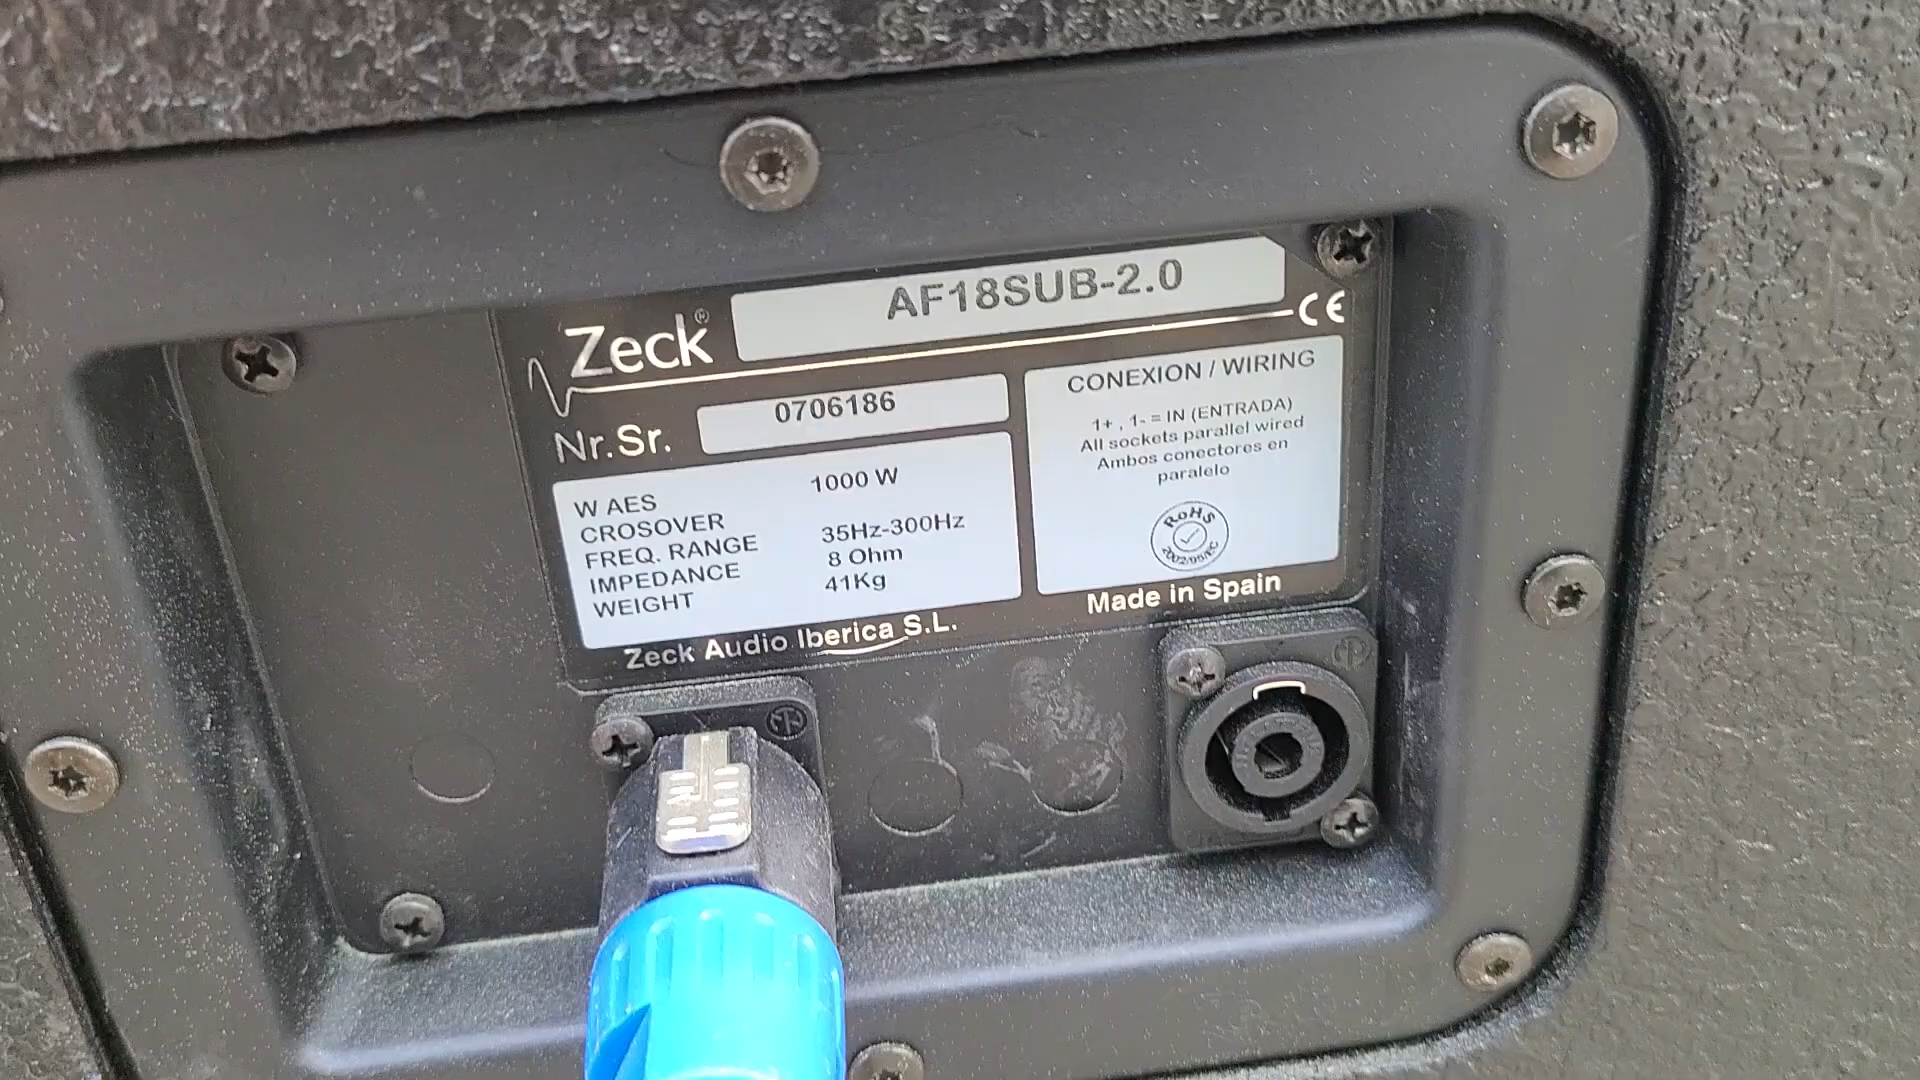 AF18SUB-2.0
Zeck®
CE
Nr.Sr. 0706186
W AES 1000 W
CROSOVER
FREQ. RANGE 35Hz-300Hz
IMPEDANCE 8 Ohm
WEIGHT 41Kg
CONEXION / WIRING
1+ , 1- = IN (ENTRADA)
All sockets parallel wired
Ambos conectores en
paralelo
RoHS
2002/95/EC
Zeck Audio Iberica S.L.
Made in Spain